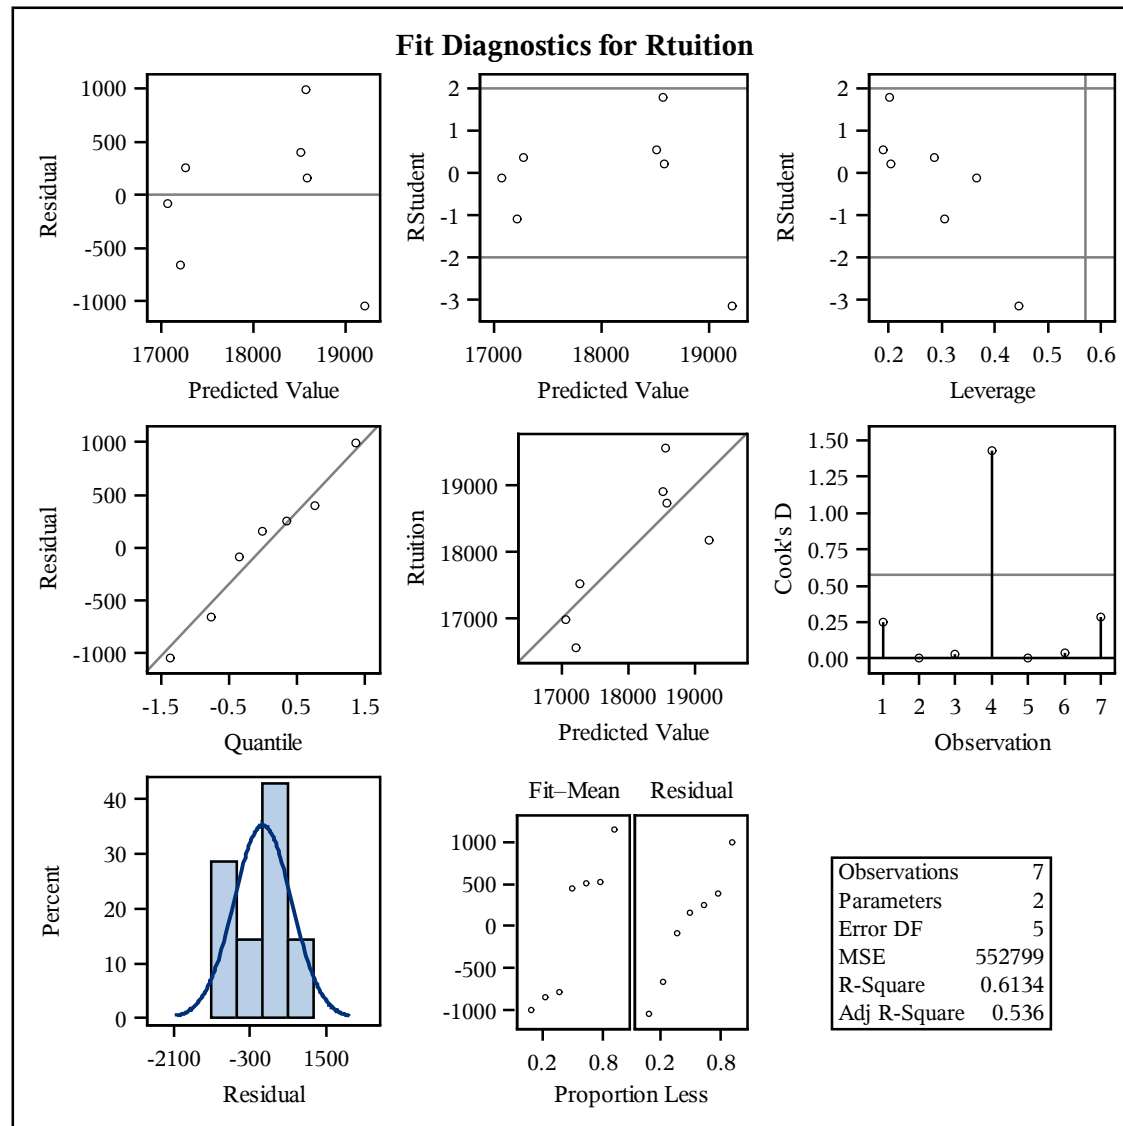 Fit Diagnostics for Rtuition
Residual
1000
500
0
-500
-1000
17000 18000 19000
Predicted Value
RStudent
2
1
0
-1
-2
-3
17000 18000 19000
Predicted Value
RStudent
2
1
0
-1
-2
-3
0.2 0.3 0.4 0.5 0.6
Leverage
Residual
1000
500
0
-500
-1000
-1.5 -0.5 0.5 1.5
Quantile
Rtuition
19000
18000
17000
17000 18000 19000
Predicted Value
Cook's D
1.50
1.25
1.00
0.75
0.50
0.25
0.00
1 2 3 4 5 6 7
Observation
Percent
40
30
20
10
0
-2100 -300 1500
Residual
Fit–Mean Residual
1000
500
0
-500
-1000
0.2 0.8 0.2 0.8
Proportion Less
Observations 7
Parameters 2
Error DF 5
MSE 552799
R-Square 0.6134
Adj R-Square 0.536